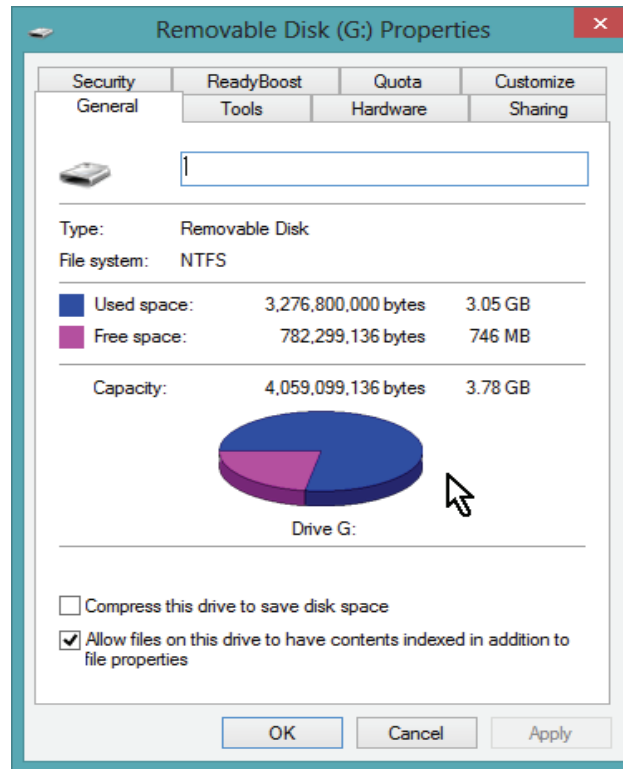 Removable Disk (G:) Properties
Security ReadyBoost Quota Customize
General Tools Hardware Sharing
1
Type: Removable Disk
File system: NTFS
Used space: 3,276,800,000 bytes 3.05 GB
Free space: 782,299,136 bytes 746 MB
Capacity: 4,059,099,136 bytes 3.78 GB
Drive G:
Compress this drive to save disk space
Allow files on this drive to have contents indexed in addition to
file properties
OK Cancel Apply